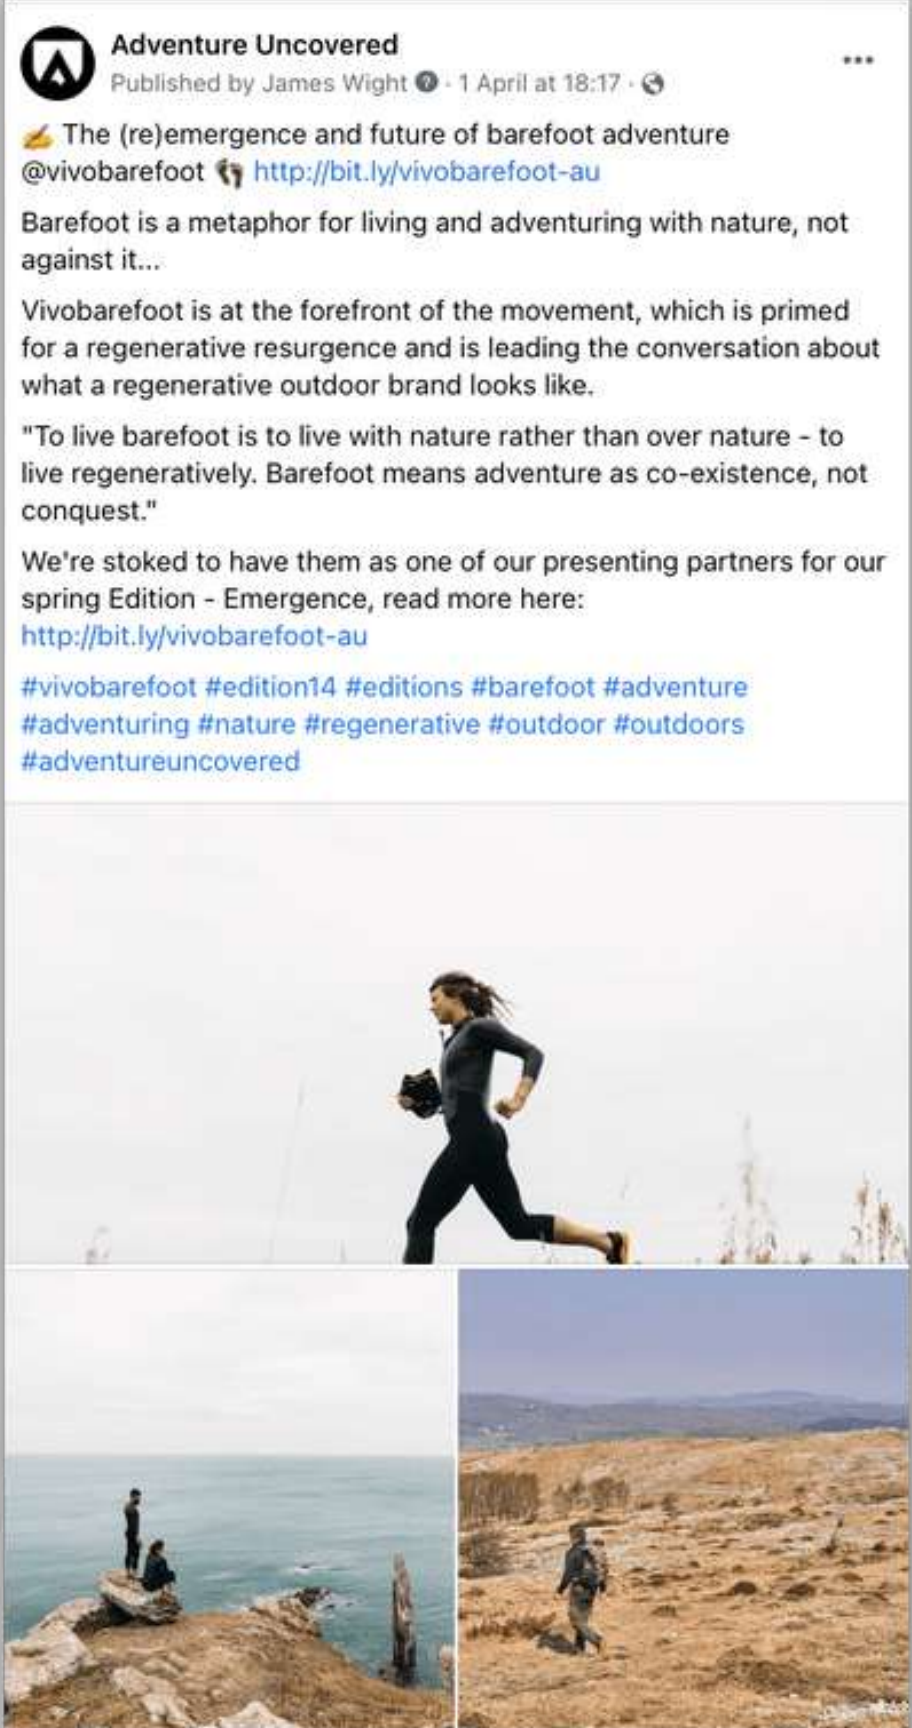 Adventure Uncovered
Published by James Wight · 1 April at 18:17 ·
✍️ The (re)emergence and future of barefoot adventure
@vivobarefoot 👣 http://bit.ly/vivobarefoot-au
Barefoot is a metaphor for living and adventuring with nature, not
against it...
Vivobarefoot is at the forefront of the movement, which is primed
for a regenerative resurgence and is leading the conversation about
what a regenerative outdoor brand looks like.
"To live barefoot is to live with nature rather than over nature - to
live regeneratively. Barefoot means adventure as co-existence, not
conquest."
We're stoked to have them as one of our presenting partners for our
spring Edition - Emergence, read more here:
http://bit.ly/vivobarefoot-au
#vivobarefoot #edition14 #editions #barefoot #adventure
#adventuring #nature #regenerative #outdoor #outdoors
#adventureuncovered